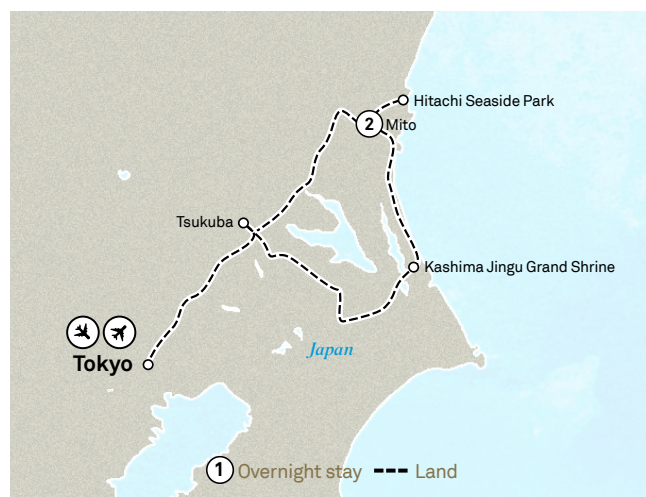 Hitachi Seaside Park
2 Mito
Tsukuba
Kashima Jingu Grand Shrine
Tokyo
Japan
1 Overnight stay
Land